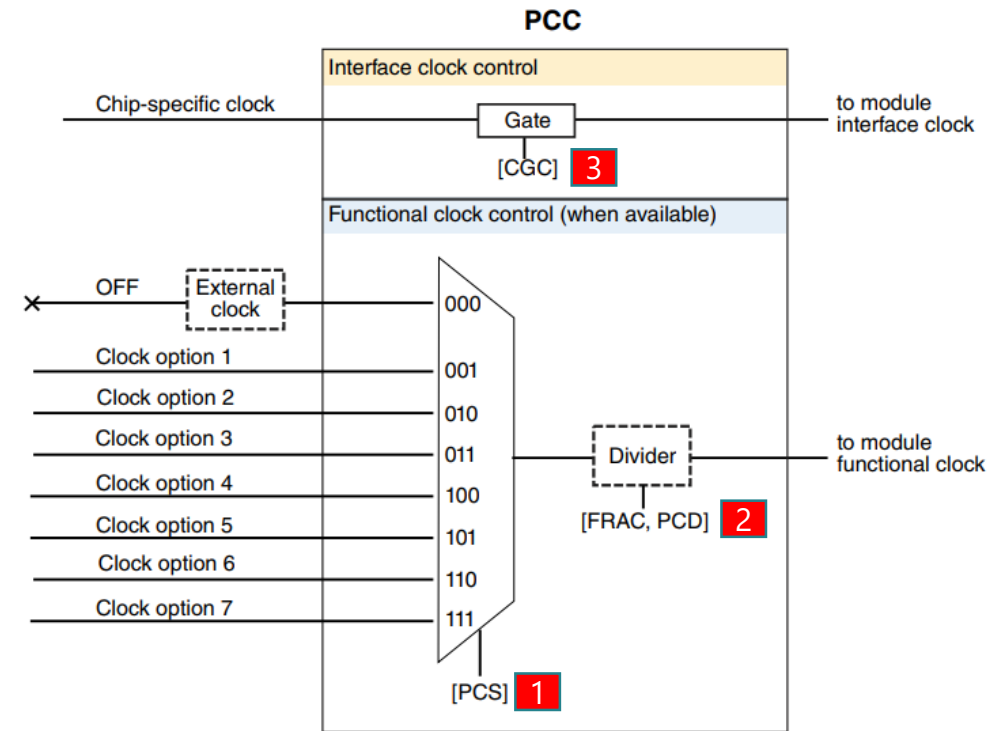 PCC
Interface clock control
Chip-specific clock
Gate
to module
interface clock
[CGC] 3
Functional clock control (when available)
OFF
External
clock
000
Clock option 1
001
Clock option 2
010
Clock option 3
011
Clock option 4
100
Clock option 5
101
Clock option 6
110
Clock option 7
111
Divider
to module
functional clock
[FRAC, PCD] 2
[PCS] 1